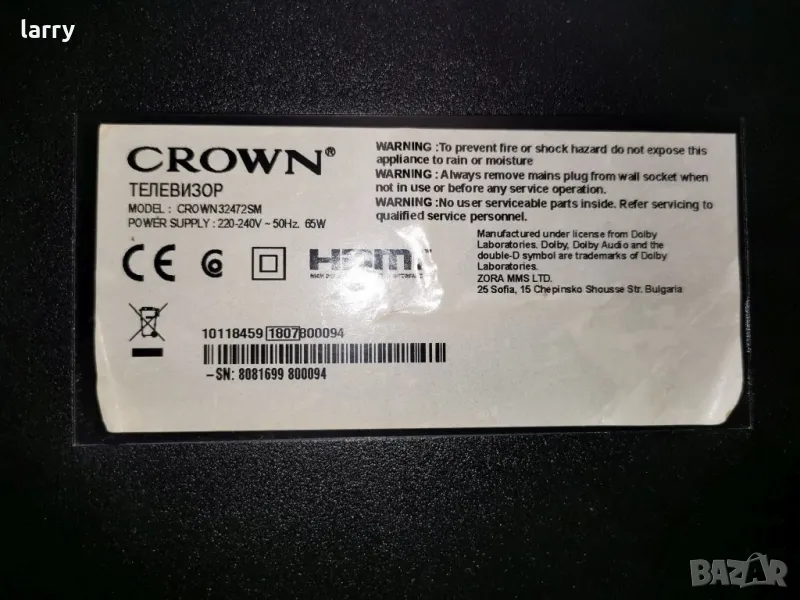 larry
CROWN®
ТЕЛЕВИЗОР
MODEL : CROWN32472SM
POWER SUPPLY : 220-240V ~ 50Hz. 65W
CE
HDMI
10118459 1807 800094
-SN: 8081699 800094
WARNING :To prevent fire or shock hazard do not expose this
appliance to rain or moisture
WARNING :Always remove mains plug from wall socket when
not in use or before any service operation.
WARNING :No user serviceable parts inside. Refer servicing to
qualified service personnel.
Manufactured under license from Dolby
Laboratories. Dolby, Dolby Audio and the
double-D symbol are trademarks of Dolby
Laboratories.
ZORA MMS LTD.
25 Sofia, 15 Chepinsko Shousse Str. Bulgaria
BAZAR